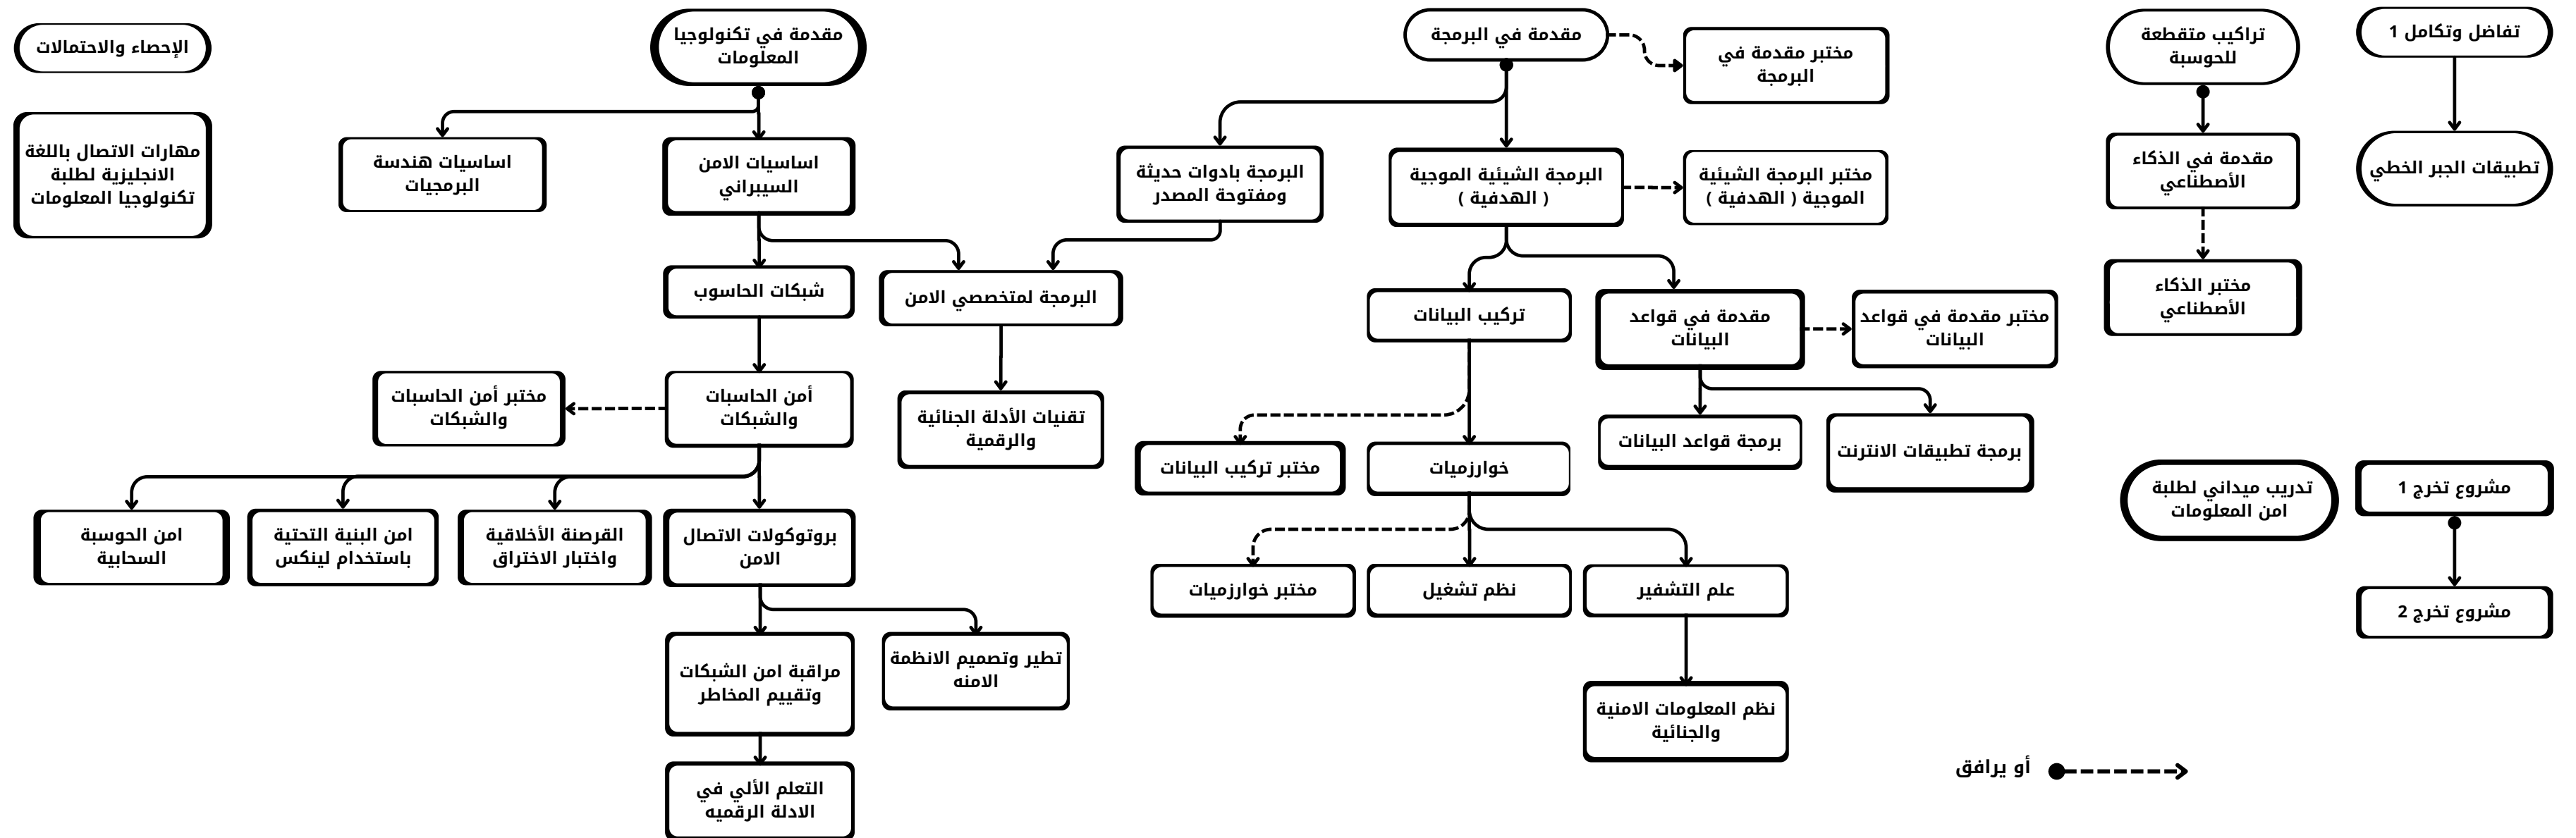 تفاضل وتكامل 1
تراكيب متقطعة
للحوسبة
مقدمة في البرمجة
مختبر مقدمة في
البرمجة
مقدمة في تكنولوجيا
المعلومات
الإحصاء والاحتمالات
تطبيقات الجبر الخطي
مقدمة في الذكاء
الأصطناعي
مختبر البرمجة الشيئية
الموجية ( الهدفية )
البرمجة الشيئية الموجية
( الهدفية )
البرمجة بادوات حديثة
ومفتوحة المصدر
اساسيات الامن
السيبراني
اساسيات هندسة
البرمجيات
مهارات الاتصال باللغة
الانجليزية لطلبة
تكنولوجيا المعلومات
مختبر الذكاء
الأصطناعي
مختبر مقدمة في قواعد
البيانات
مقدمة في قواعد
البيانات
تركيب البيانات
البرمجة لمتخصصي الامن
شبكات الحاسوب
برمجة تطبيقات الانترنت
برمجة قواعد البيانات
خوارزميات
مختبر تركيب البيانات
تقنيات الأدلة الجنائية
والرقمية
أمن الحاسبات
والشبكات
مختبر أمن الحاسبات
والشبكات
مشروع تخرج 1
تدريب ميداني لطلبة
امن المعلومات
علم التشفير
نظم تشغيل
مختبر خوارزميات
بروتوكولات الاتصال
الامن
القرصنة الأخلاقية
واختبار الاختراق
امن البنية التحتية
باستخدام لينكس
امن الحوسبة
السحابية
مشروع تخرج 2
نظم المعلومات الامنية
والجنائية
تطير وتصميم الانظمة
الامنه
مراقبة امن الشبكات
وتقييم المخاطر
أو يرافق
التعلم الألي في
الادلة الرقميه